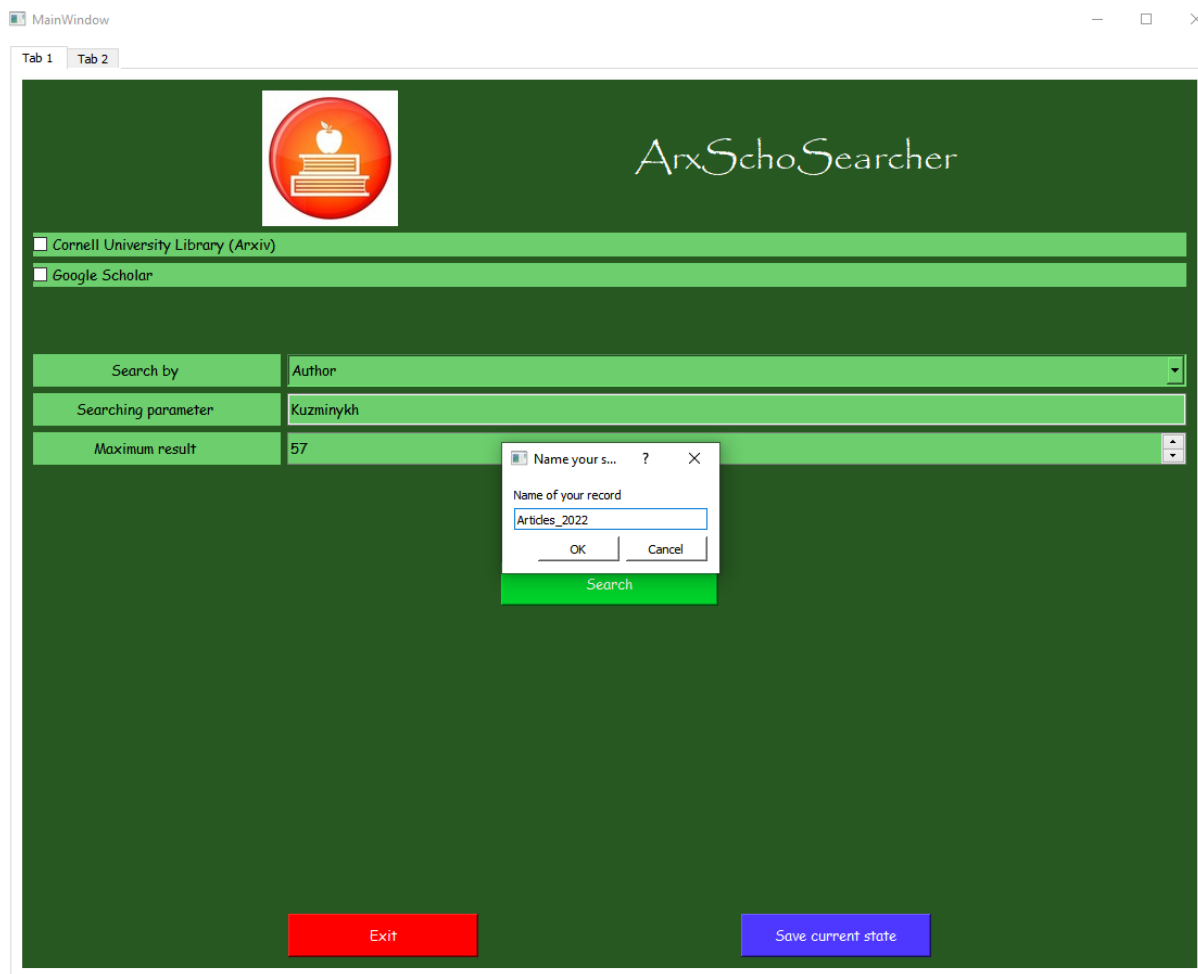 MainWindow
Tab 1 Tab 2
ArxSchoSearcher
Cornell University Library (Arxiv)
Google Scholar
Search by Author
Searching parameter Kuzminykh
Maximum result 57
Name your s... ?
Name of your record
Articles_2022
OK Cancel
Search
Exit Save current state